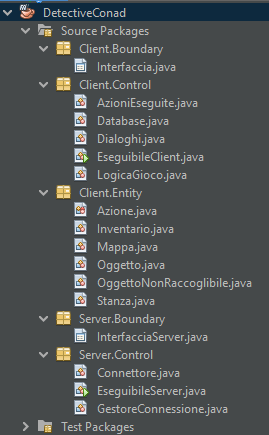 DetectiveConad
Source Packages
Client.Boundary
Interfaccia.java
Client.Control
AzioniEseguite.java
Database.java
Dialoghi.java
EseguibileClient.java
LogicaGioco.java
Client.Entity
Azione.java
Inventario.java
Mappa.java
Oggetto.java
OggettoNonRaccoglibile.java
Stanza.java
Server.Boundary
InterfacciaServer.java
Server.Control
Connettore.java
EseguibileServer.java
GestoreConnessione.java
Test Packages